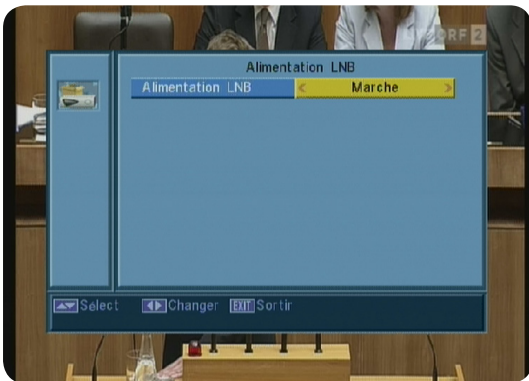 ORF 2
Alimentation LNB
Alimentation LNB < Marche >
Select Changer EXIT Sortir